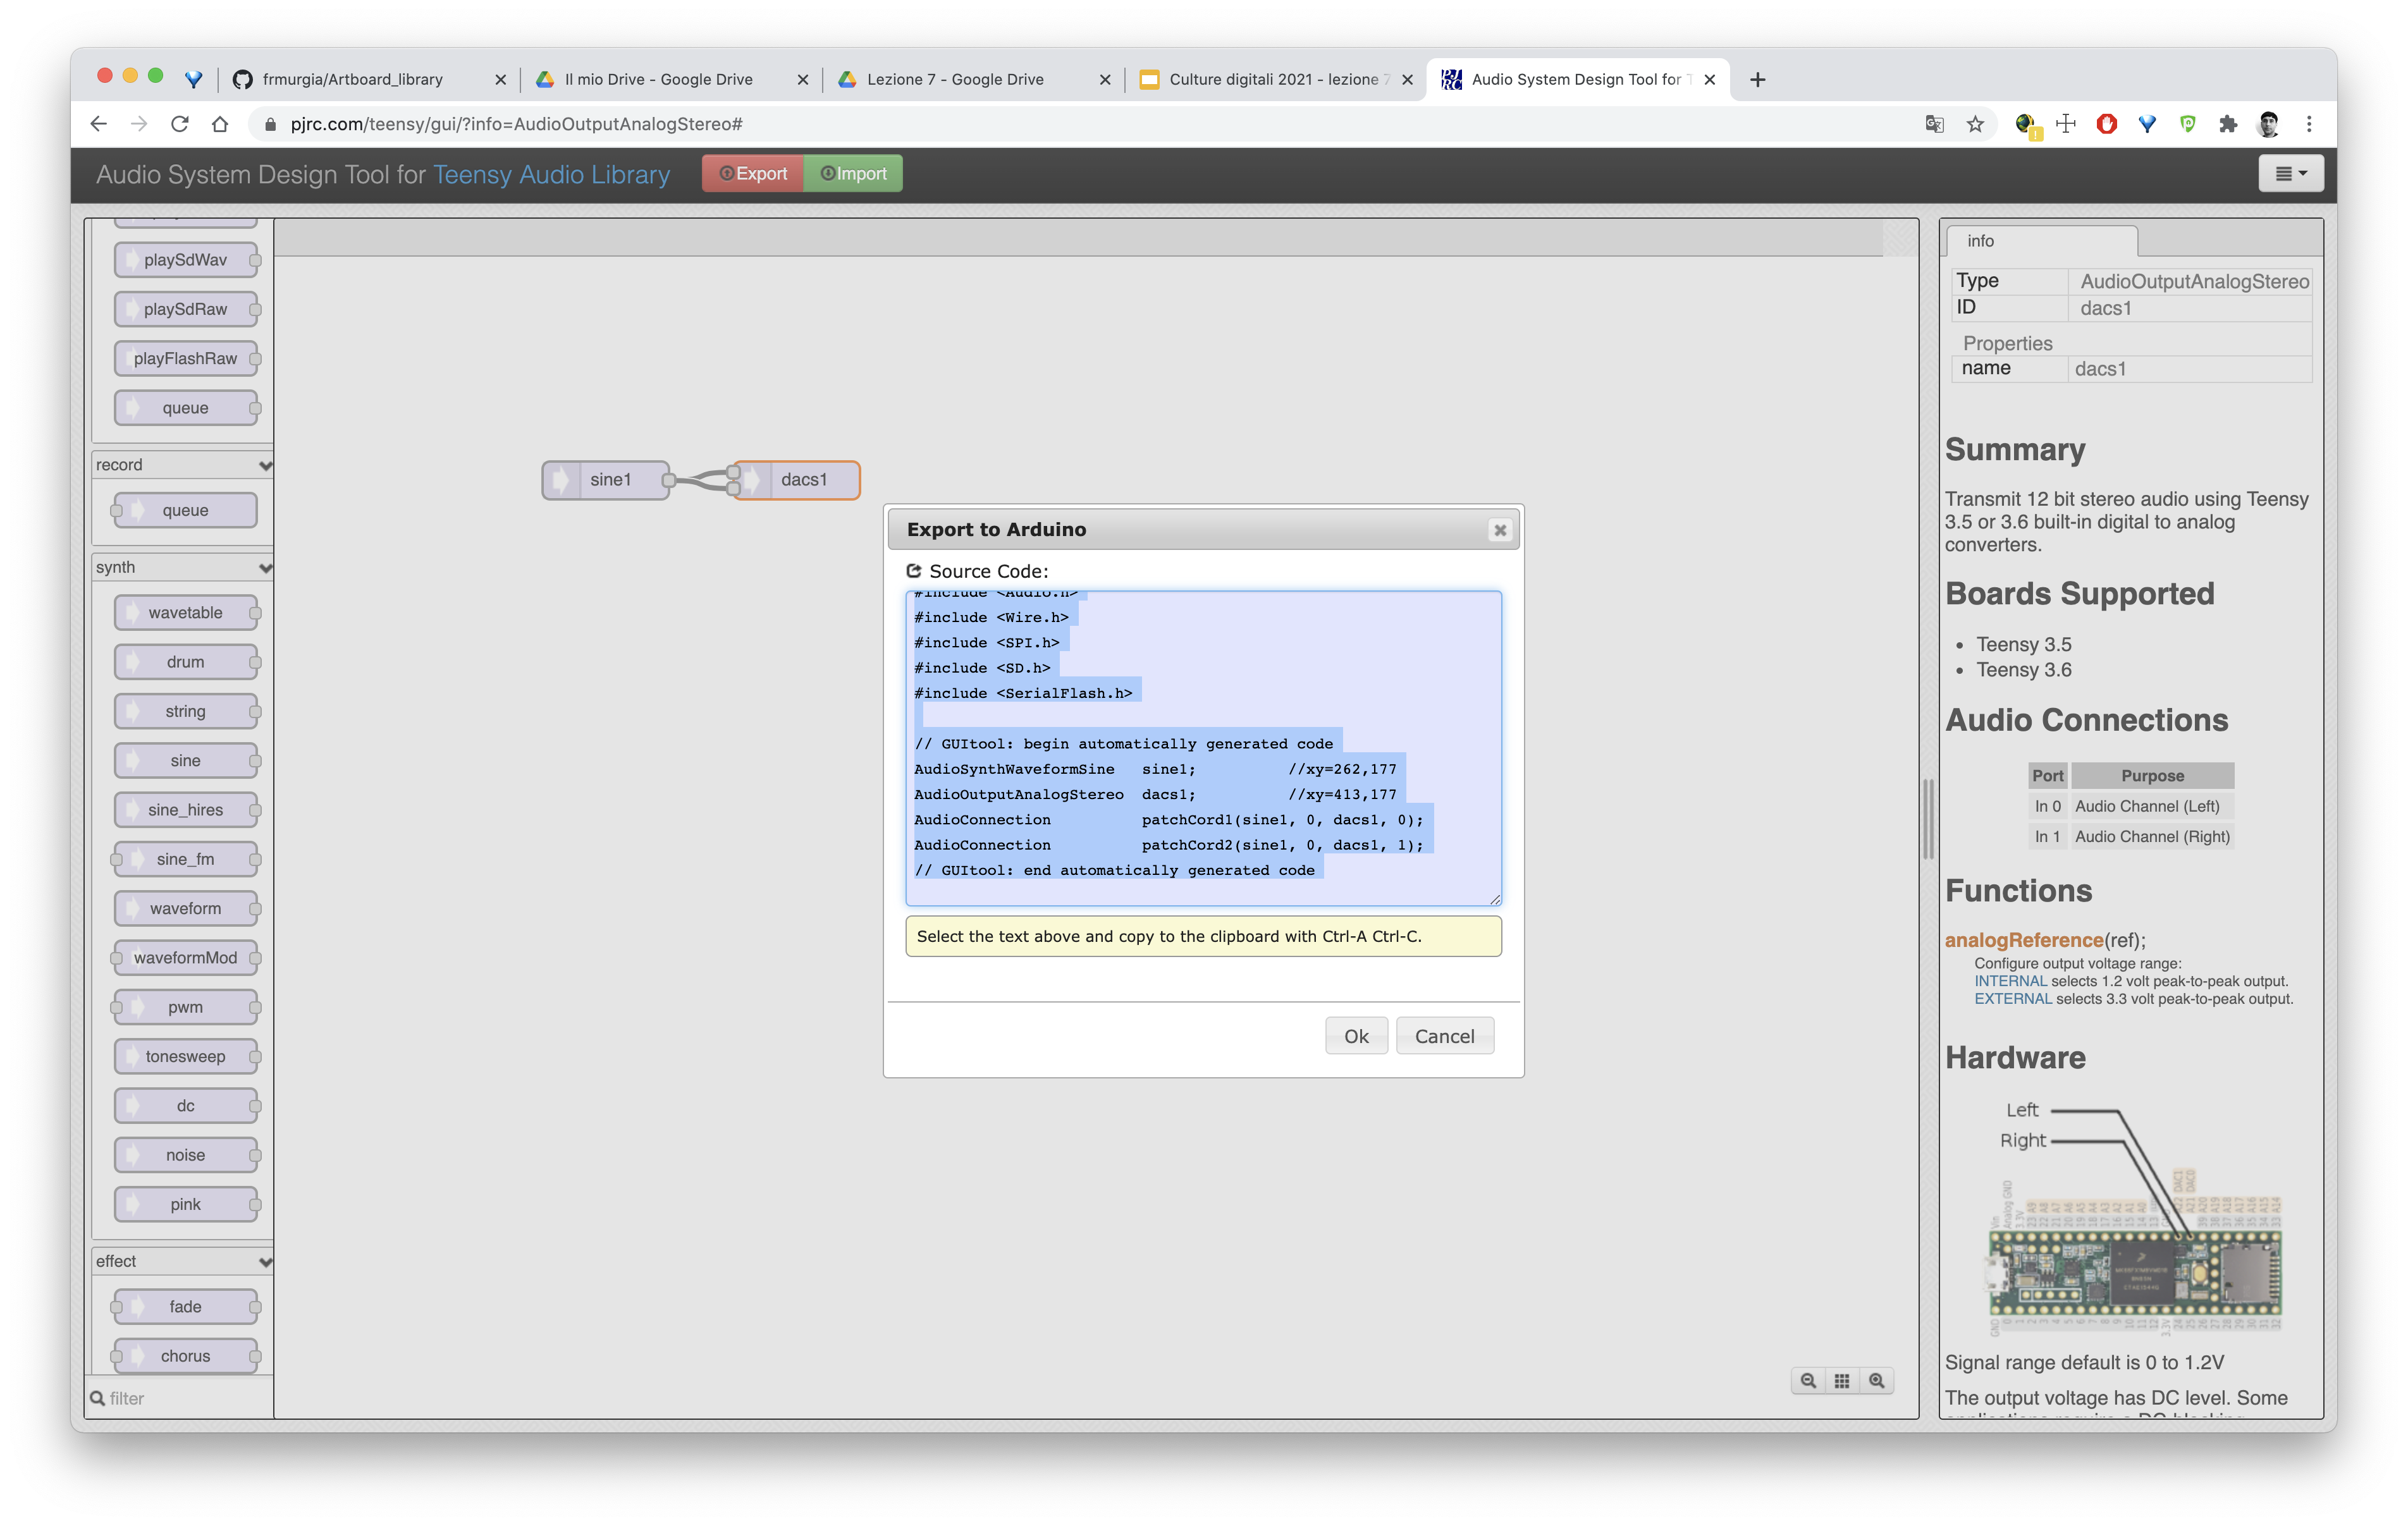 frmurgia/Artboard_library
Il mio Drive - Google Drive
Lezione 7 - Google Drive
Culture digitali 2021 - lezione 7
Audio System Design Tool for T
pjrc.com/teensy/gui/?info=AudioOutputAnalogStereo#
Audio System Design Tool for Teensy Audio Library
Export
Import
playSdWav
playSdRaw
playFlashRaw
queue
record
queue
synth
wavetable
drum
string
sine
sine_hires
sine_fm
waveform
waveformMod
pwm
tonesweep
dc
noise
pink
effect
fade
chorus
filter
sine1
dacs1
Export to Arduino
Source Code:
#include <Audio.h>
#include <Wire.h>
#include <SPI.h>
#include <SD.h>
#include <SerialFlash.h>
// GUItool: begin automatically generated code
AudioSynthWaveformSine   sine1;          //xy=262,177
AudioOutputAnalogStereo  dacs1;          //xy=413,177
AudioConnection          patchCord1(sine1, 0, dacs1, 0);
AudioConnection          patchCord2(sine1, 0, dacs1, 1);
// GUItool: end automatically generated code
Select the text above and copy to the clipboard with Ctrl-A Ctrl-C.
Ok
Cancel
info
Type AudioOutputAnalogStereo
ID dacs1
Properties
name dacs1
Summary
Transmit 12 bit stereo audio using Teensy
3.5 or 3.6 built-in digital to analog
converters.
Boards Supported
• Teensy 3.5
• Teensy 3.6
Audio Connections
Port Purpose
In 0 Audio Channel (Left)
In 1 Audio Channel (Right)
Functions
analogReference(ref);
Configure output voltage range:
INTERNAL selects 1.2 volt peak-to-peak output.
EXTERNAL selects 3.3 volt peak-to-peak output.
Hardware
Left
Right
Signal range default is 0 to 1.2V
The output voltage has DC level. Some